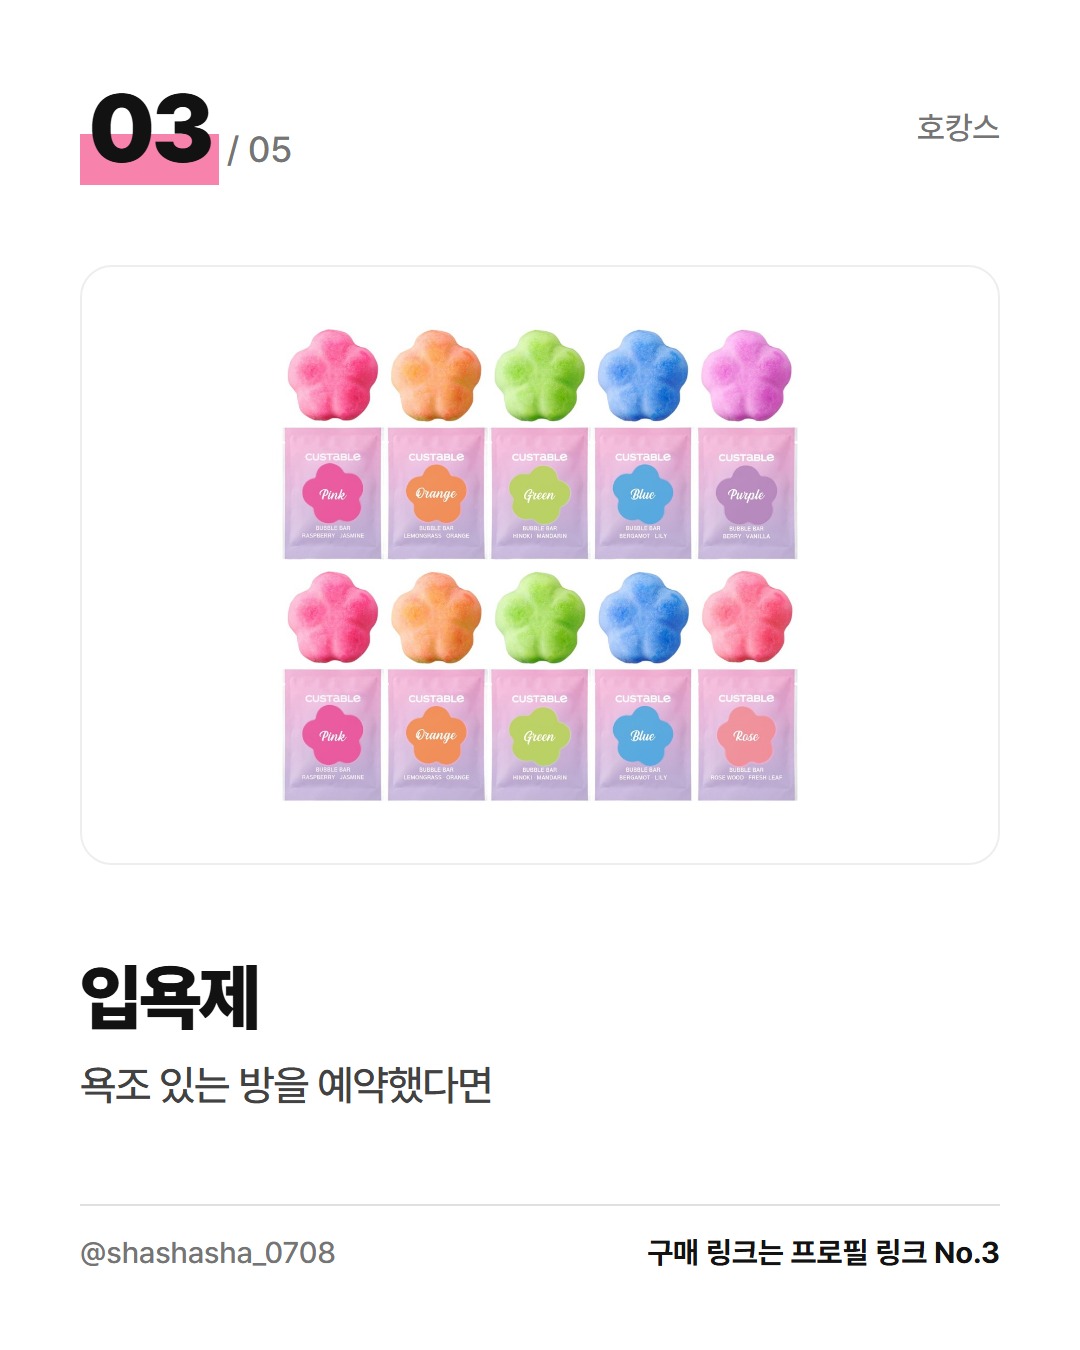 03 / 05
호캉스
CUSTABLE CUSTABLE CUSTABLE CUSTABLE CUSTABLE
Pink Orange Green Blue Purple
BUBBLE BAR BUBBLE BAR BUBBLE BAR BUBBLE BAR BUBBLE BAR
RASPBERRY JASMINE LEMONGRASS ORANGE HINOKI MANDARIN BERGAMOT LILY BERRY VANILLA
CUSTABLE CUSTABLE CUSTABLE CUSTABLE CUSTABLE
Pink Orange Green Blue Rose
BUBBLE BAR BUBBLE BAR BUBBLE BAR BUBBLE BAR BUBBLE BAR
RASPBERRY JASMINE LEMONGRASS ORANGE HINOKI MANDARIN BERGAMOT LILY ROSE WOOD FRESH LEAF
입욕제
욕조 있는 방을 예약했다면
@shashasha_0708
구매 링크는 프로필 링크 No.3